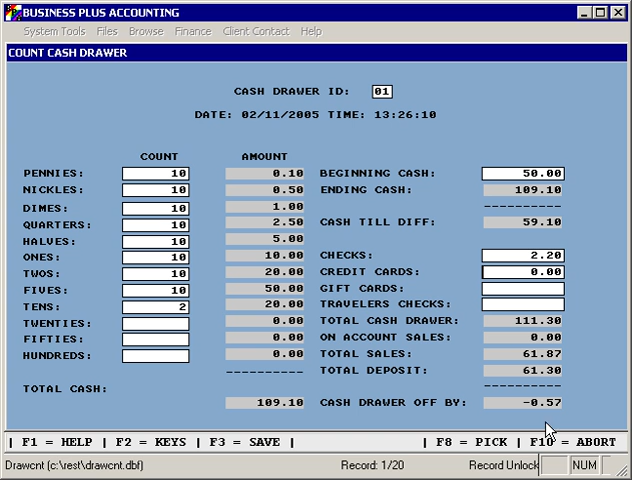 BUSINESS PLUS ACCOUNTING
System Tools Files Browse Finance Client Contact Help
COUNT CASH DRAWER
CASH DRAWER ID: 01
DATE: 02/11/2005 TIME: 13:26:10
COUNT AMOUNT
PENNIES: 10 0.10 BEGINNING CASH: 50.00
NICKLES: 10 0.50 ENDING CASH: 109.10
DIMES: 10 1.00 ----------
QUARTERS: 10 2.50 CASH TILL DIFF: 59.10
HALVES: 10 5.00
ONES: 10 10.00 CHECKS: 2.20
TWOS: 10 20.00 CREDIT CARDS: 0.00
FIVES: 10 50.00 GIFT CARDS:
TENS: 2 20.00 TRAVELERS CHECKS:
TWENTIES: 0.00 TOTAL CASH DRAWER: 111.30
FIFTIES: 0.00 ON ACCOUNT SALES: 0.00
HUNDREDS: 0.00 TOTAL SALES: 61.87
---------- TOTAL DEPOSIT: 61.30
TOTAL CASH: ----------
109.10 CASH DRAWER OFF BY: -0.57
| F1 = HELP | F2 = KEYS | F3 = SAVE | | F8 = PICK | F10 = ABORT
Drawcnt (c:\rest\drawcnt.dbf) Record: 1/20 Record Unlock NUM